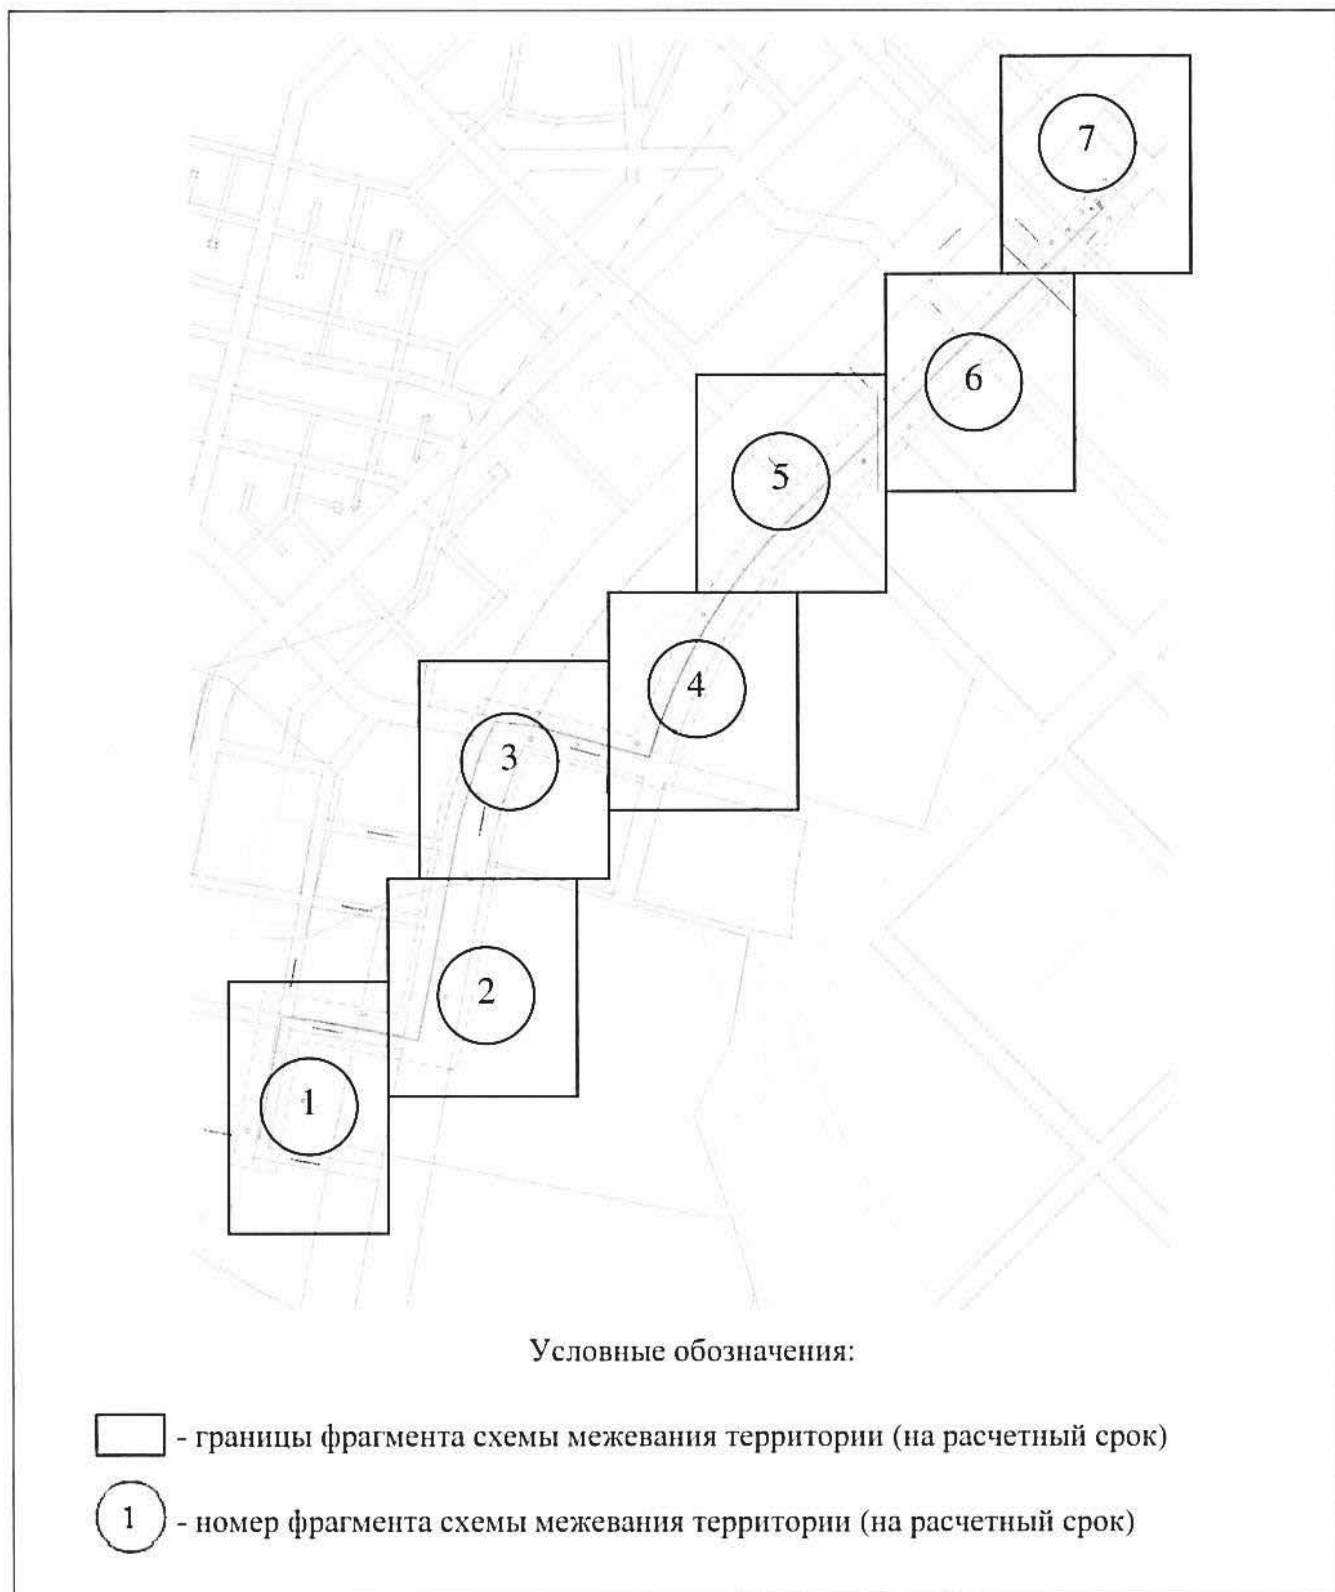 7
6
5
4
3
2
1
Условные обозначения:
- границы фрагмента схемы межевания территории (на расчетный срок)
1 - номер фрагмента схемы межевания территории (на расчетный срок)